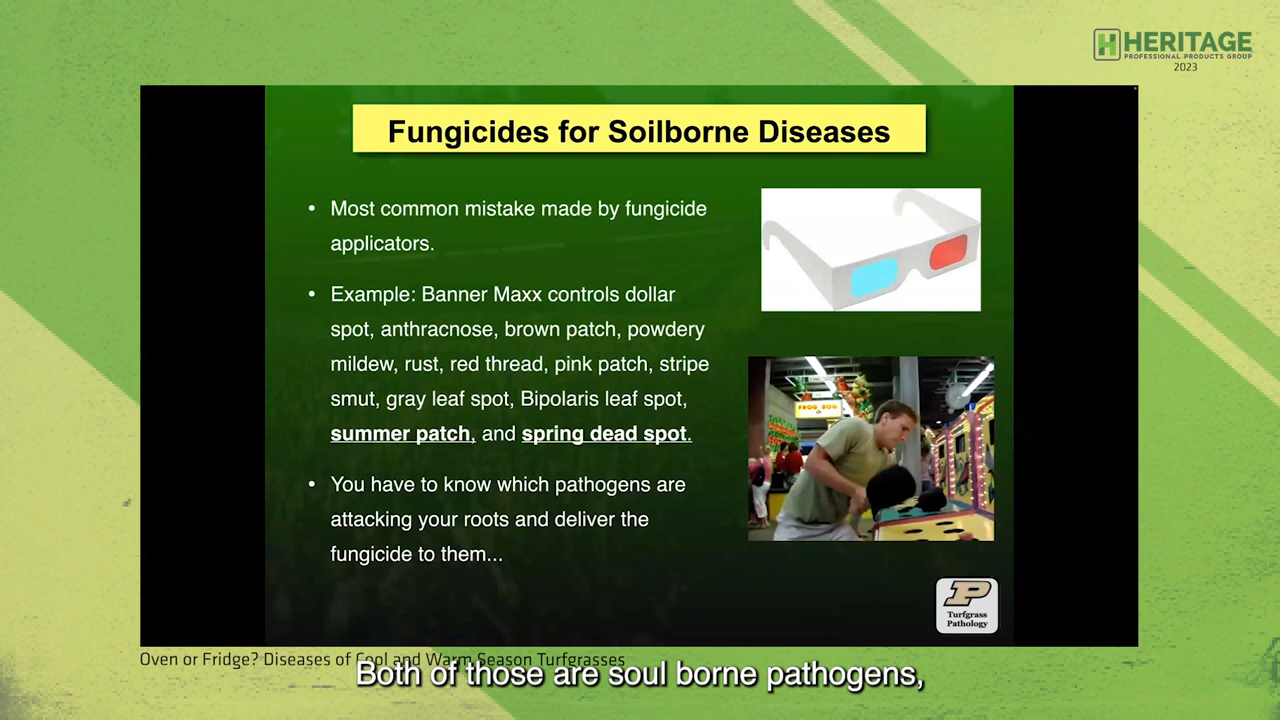 HERITAGE
PROFESSIONAL PRODUCTS GROUP
2023
Fungicides for Soilborne Diseases
• Most common mistake made by fungicide
applicators.
• Example: Banner Maxx controls dollar
spot, anthracnose, brown patch, powdery
mildew, rust, red thread, pink patch, stripe
smut, gray leaf spot, Bipolaris leaf spot,
summer patch, and spring dead spot.
• You have to know which pathogens are
attacking your roots and deliver the
fungicide to them...
FROG BOG
P
Turfgrass
Pathology
Oven or Fridge? Diseases of Cool and Warm Season Turfgrasses
Both of those are soul borne pathogens,